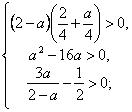 (2−a)(2/4 + a/4) > 0,
a² − 16a > 0,
3a/(2−a) − 1/2 > 0;